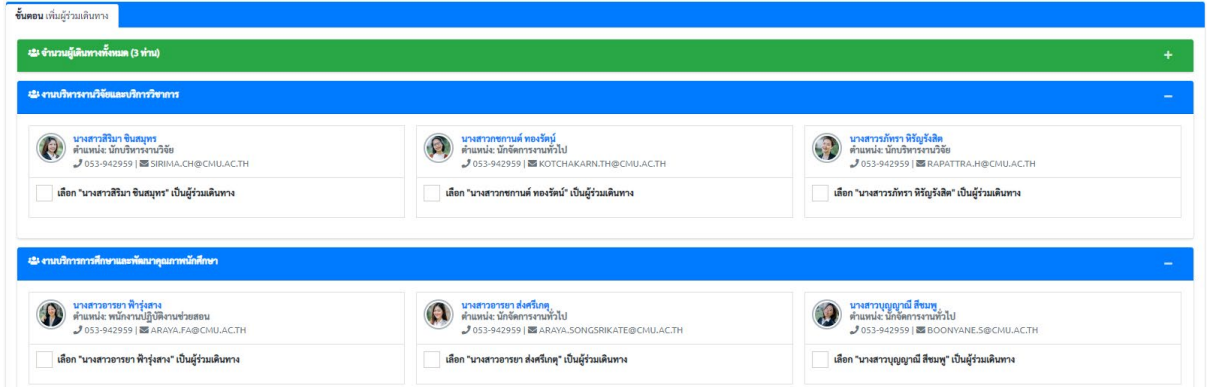 ขั้นตอน เพิ่มผู้ร่วมเดินทาง
จำนวนผู้เดินทางทั้งหมด (3 ท่าน)
งานบริหารงานวิจัยและบริการวิชาการ
นางสาวสิริมา ชินสมุทร
ตำแหน่ง: นักบริหารงานวิจัย
053-942959 | SIRIMA.CH@CMU.AC.TH
เลือก "นางสาวสิริมา ชินสมุทร" เป็นผู้ร่วมเดินทาง
นางสาวกชกานต์ ทองรัตน์
ตำแหน่ง: นักจัดการงานทั่วไป
053-942959 | KOTCHAKARN.TH@CMU.AC.TH
เลือก "นางสาวกชกานต์ ทองรัตน์" เป็นผู้ร่วมเดินทาง
นางสาวรภัทรา หิรัญรังสิต
ตำแหน่ง: นักบริหารงานวิจัย
053-942959 | RAPATTRA.H@CMU.AC.TH
เลือก "นางสาวรภัทรา หิรัญรังสิต" เป็นผู้ร่วมเดินทาง
งานบริการการศึกษาและพัฒนาคุณภาพนักศึกษา
นางสาวอารยา ฟ้ารุ่งสาง
ตำแหน่ง: พนักงานปฏิบัติงานช่วยสอน
053-942959 | ARAYA.FA@CMU.AC.TH
เลือก "นางสาวอารยา ฟ้ารุ่งสาง" เป็นผู้ร่วมเดินทาง
นางสาวอารยา ส่งศรีเกตุ
ตำแหน่ง: นักจัดการงานทั่วไป
053-942959 | ARAYA.SONGSRIKATE@CMU.AC.TH
เลือก "นางสาวอารยา ส่งศรีเกตุ" เป็นผู้ร่วมเดินทาง
นางสาวบุญญาณี สีชมพู
ตำแหน่ง: นักจัดการงานทั่วไป
053-942959 | BOONYANE.S@CMU.AC.TH
เลือก "นางสาวบุญญาณี สีชมพู" เป็นผู้ร่วมเดินทาง